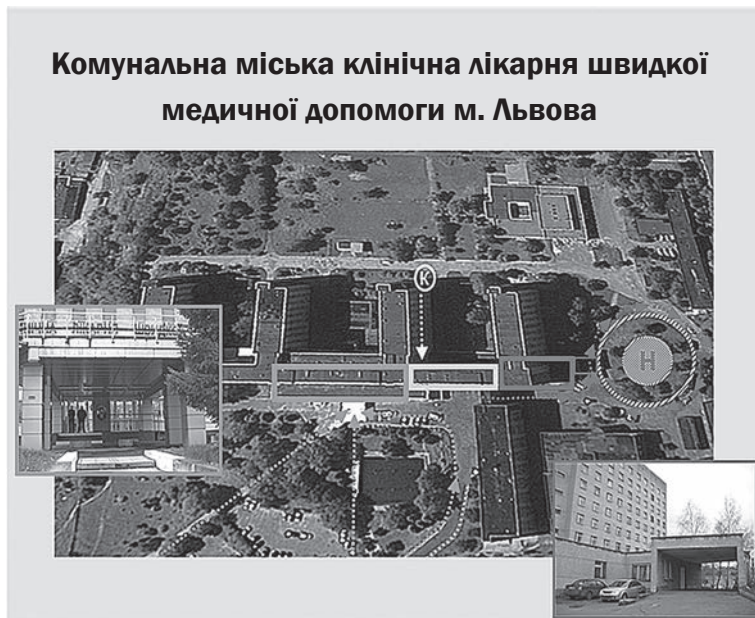 Комунальна міська клінічна лікарня швидкої
медичної допомоги м. Львова
К
Н